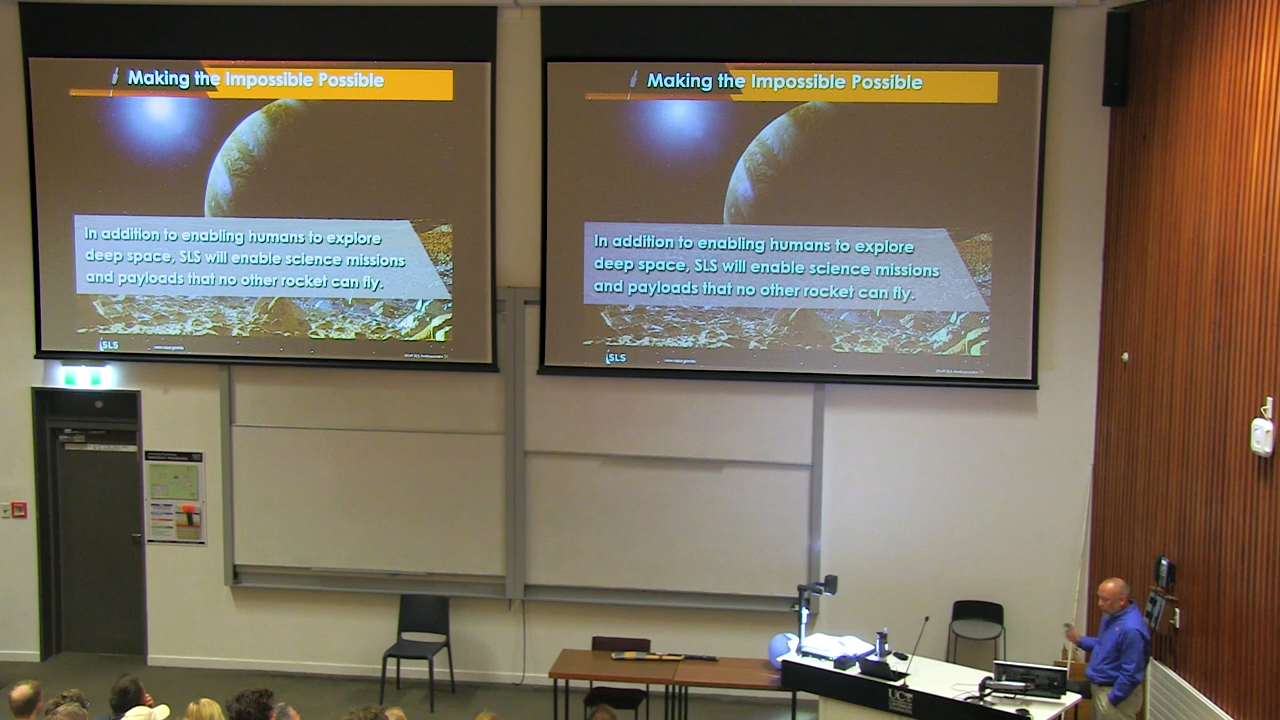 Making the Impossible Possible
In addition to enabling humans to explore
deep space, SLS will enable science missions
and payloads that no other rocket can fly.
SLS
Making the Impossible Possible
In addition to enabling humans to explore
deep space, SLS will enable science missions
and payloads that no other rocket can fly.
SLS
UC